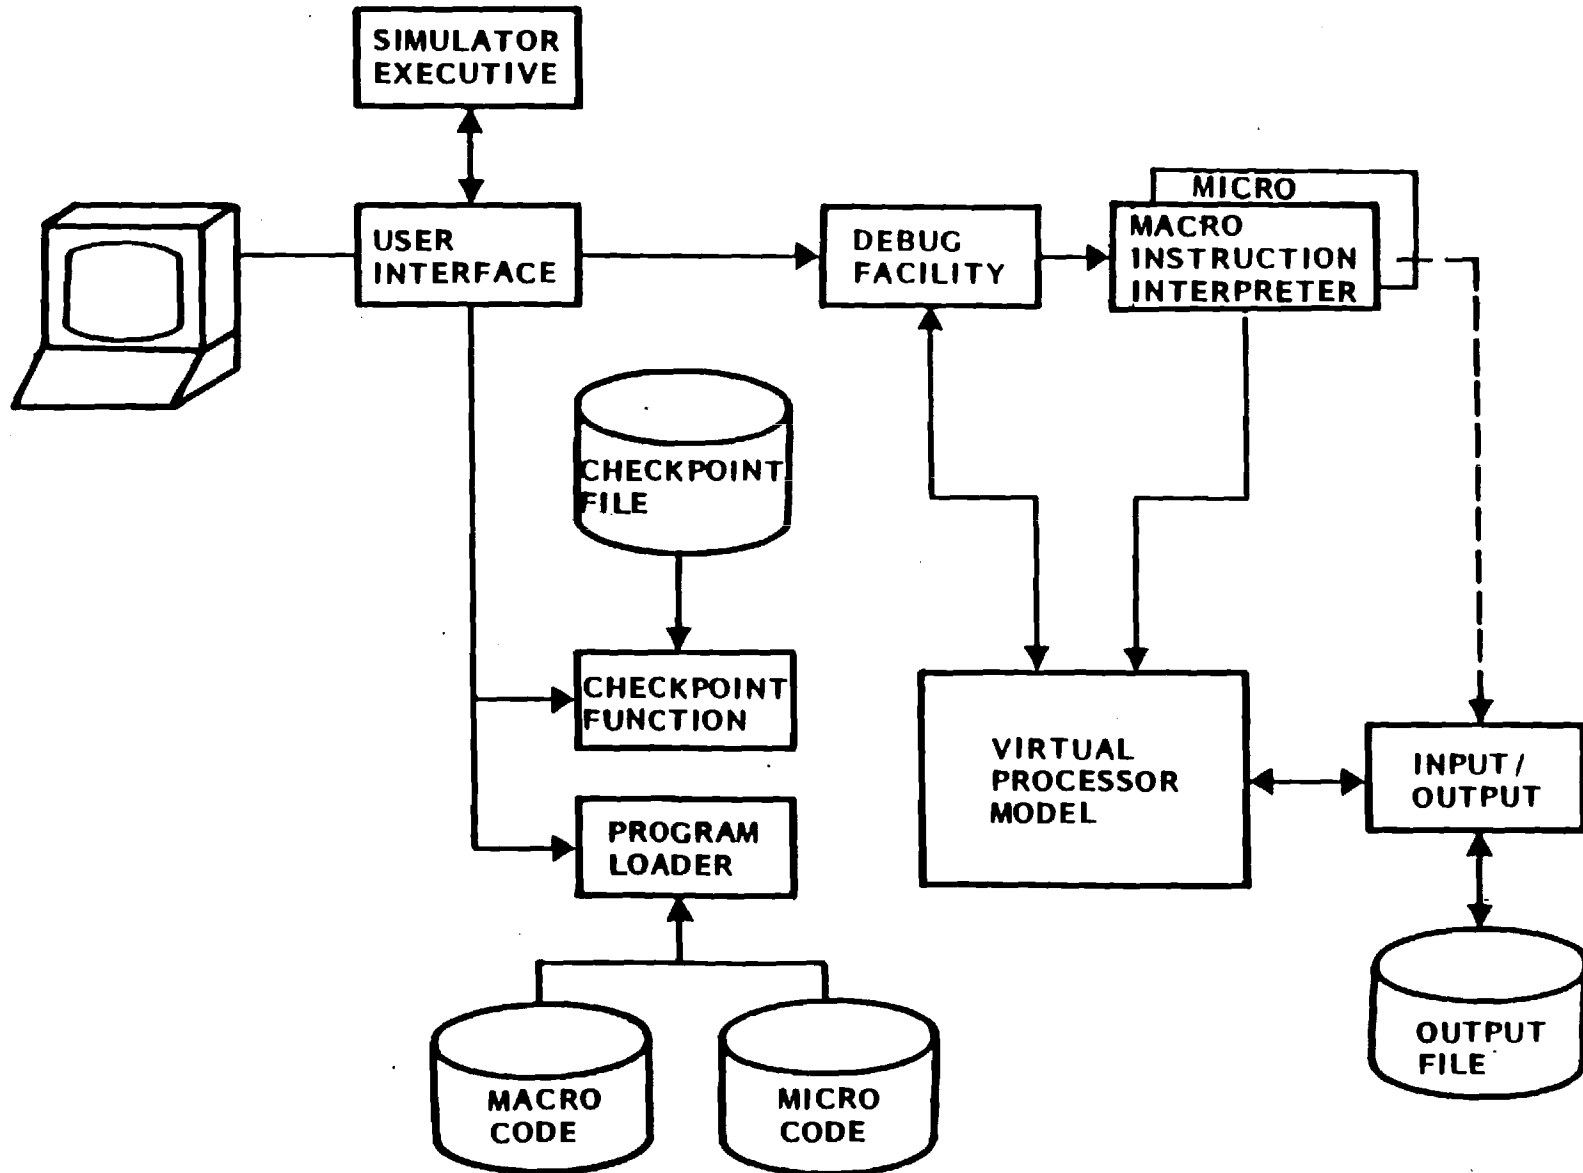 SIMULATOR
EXECUTIVE
USER
INTERFACE
DEBUG
FACILITY
MICRO
MACRO
INSTRUCTION
INTERPRETER
CHECKPOINT
FILE
CHECKPOINT
FUNCTION
PROGRAM
LOADER
VIRTUAL
PROCESSOR
MODEL
INPUT/
OUTPUT
MACRO
CODE
MICRO
CODE
OUTPUT
FILE